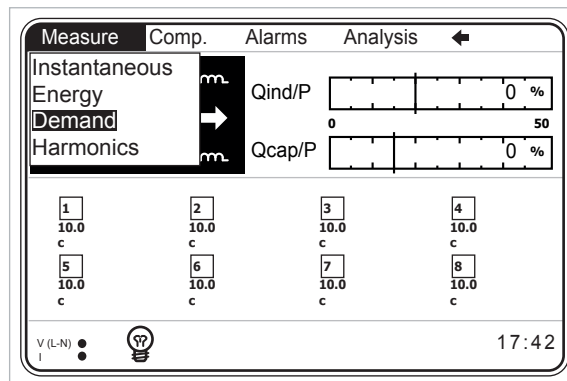 Measure Comp. Alarms Analysis
Instantaneous
Energy
Demand
Harmonics
Qind/P 0 %
0 50
Qcap/P 0 %
1 2 3 4
10.0 10.0 10.0 10.0
c c c c
5 6 7 8
10.0 10.0 10.0 10.0
c c c c
V (L-N)
I
17:42